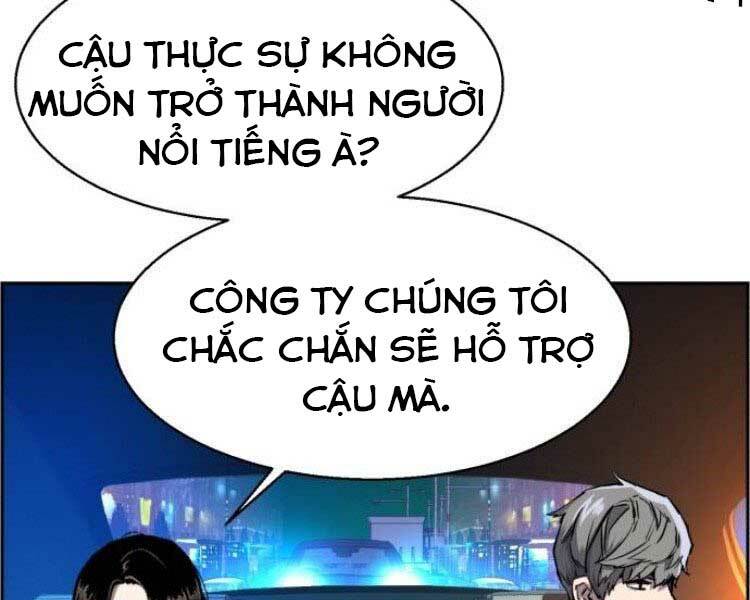 CẬU THỰC SỰ KHÔNG
MUỐN TRỞ THÀNH NGƯỜI
NỔI TIẾNG À?
CÔNG TY CHÚNG TÔI
CHẮC CHẮN SẼ HỖ TRỢ
CẬU MÀ.